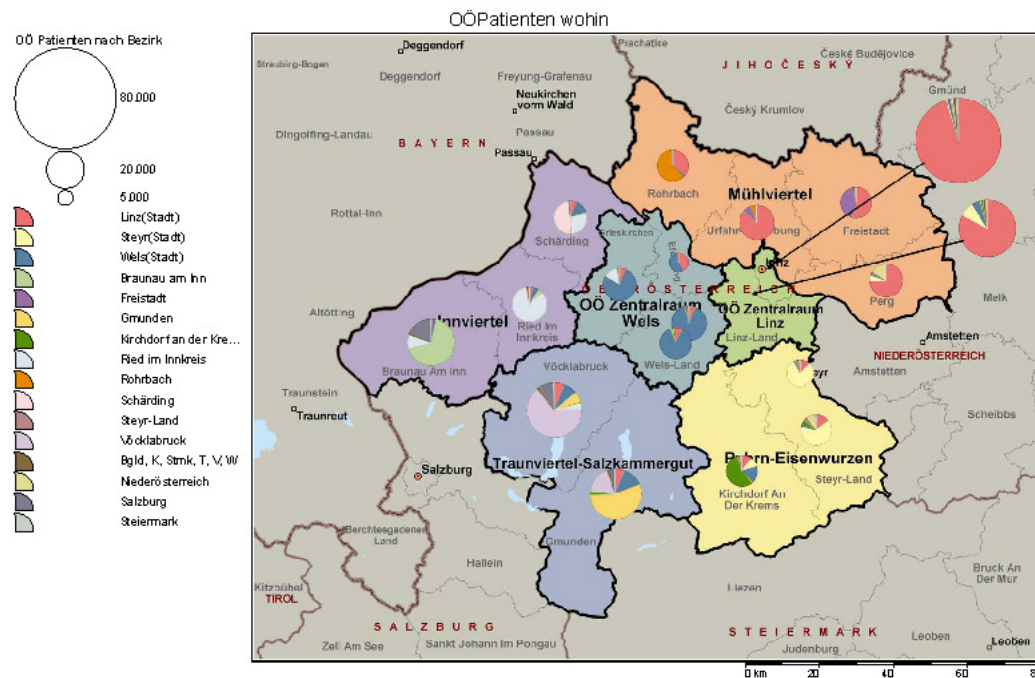 OÖPatienten wohin
OÖ Patienten nach Bezirk
80.000
20.000
5.000
Linz(Stadt)
Steyr(Stadt)
Wels(Stadt)
Braunau am Inn
Freistadt
Gmunden
Kirchdorf an der Kre...
Ried im Innkreis
Rohrbach
Schärding
Steyr-Land
Vöcklabruck
Bgld, K, Stmk, T, V, W
Niederösterreich
Salzburg
Steiermark
Deggendorf
Prachatice
České Budějovice
Straubing-Bogen
Deggendorf
Freyung-Grafenau
JIHOČESKÝ
Gmünd
Neukirchen
vorm Wald
Český Krumlov
Dingolfing-Landau
Passau
BAYERN
Passau
Rohrbach
Mühlviertel
Rottal-Inn
Schärding
Grieskirchen
Freistadt
Linz
OBERÖSTERREICH
Perg
Melk
Altötting
Innviertel
Ried Im
Innkreis
OÖ Zentralraum
Wels
OÖ Zentralraum
Linz
Linz-Land
Amstetten
NIEDERÖSTERREICH
Braunau Am Inn
Vöcklabruck
Wels-Land
Amstetten
Traunstein
Traunreut
Scheibbs
Salzburg
Traunviertel-Salzkammergut
Steyr-Land
Kirchdorf An
Der Krems
Berchtesgadener
Land
Gmunden
Hallein
Kitzbühel
TIROL
Liezen
Bruck An
Der Mur
SALZBURG
STEIERMARK
Leoben
Leoben
Zell Am See
Sankt Johann Im Pongau
Judenburg
0 km
20
40
60